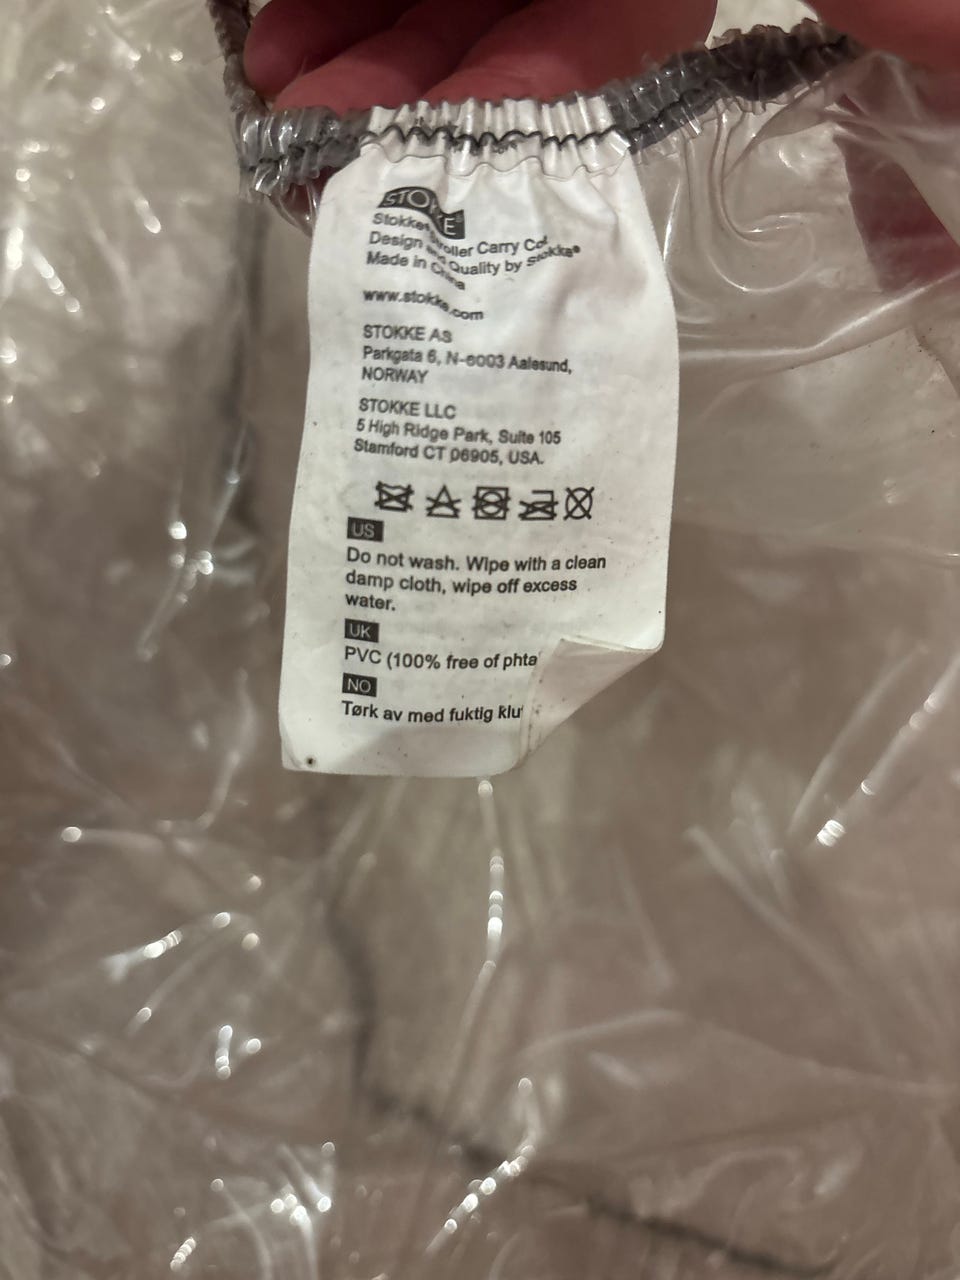 STOKKE
Stokke® Stroller Carry Cot
Design and Quality by Stokke®
Made in China
www.stokke.com
STOKKE AS
Parkgata 6, N-6003 Aalesund,
NORWAY
STOKKE LLC
5 High Ridge Park, Suite 105
Stamford CT 06905, USA.
US
Do not wash. Wipe with a clean
damp cloth, wipe off excess
water.
UK
PVC (100% free of phta
NO
Tørk av med fuktig klu